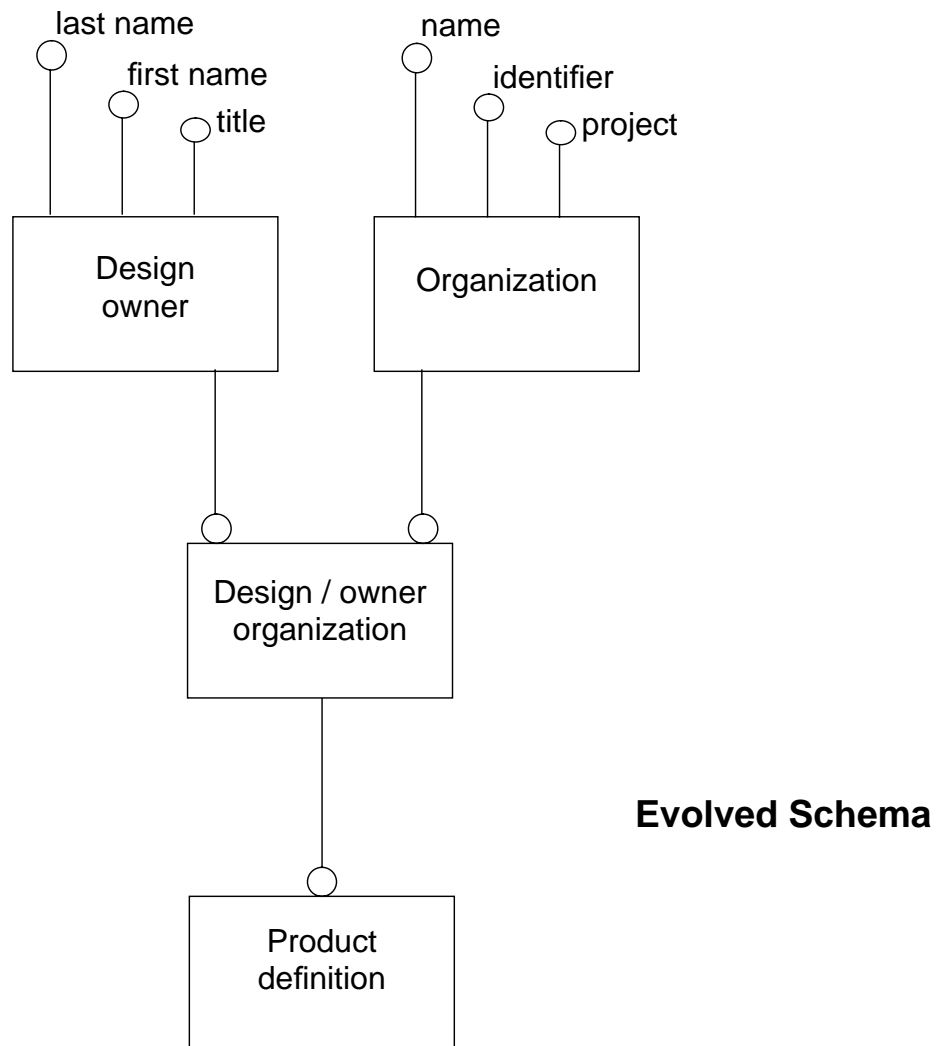 last name
first name
title
name
identifier
project
Design
owner
Organization
Design / owner
organization
Evolved Schema
Product
definition